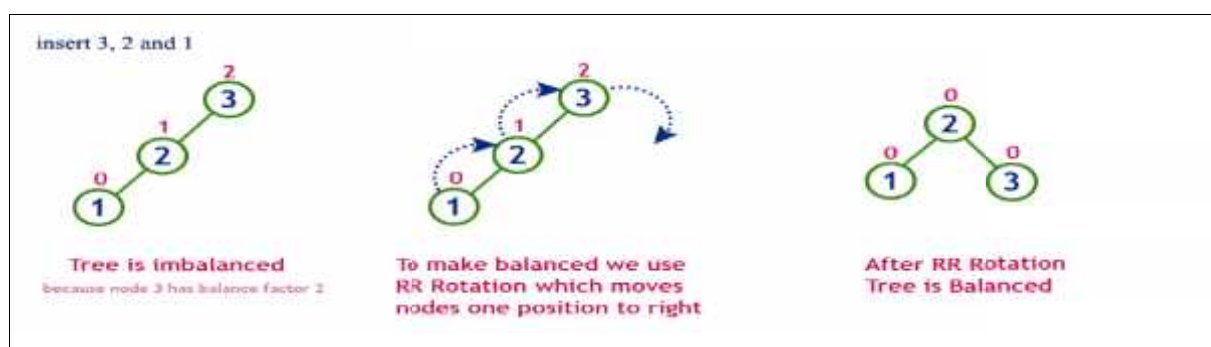 insert 3, 2 and 1
2
3
1
2
0
1
Tree is imbalanced
because node 3 has balance factor 2
2
3
1
2
0
1
To make balanced we use
RR Rotation which moves
nodes one position to right
0
2
0
0
1
3
After RR Rotation
Tree is Balanced